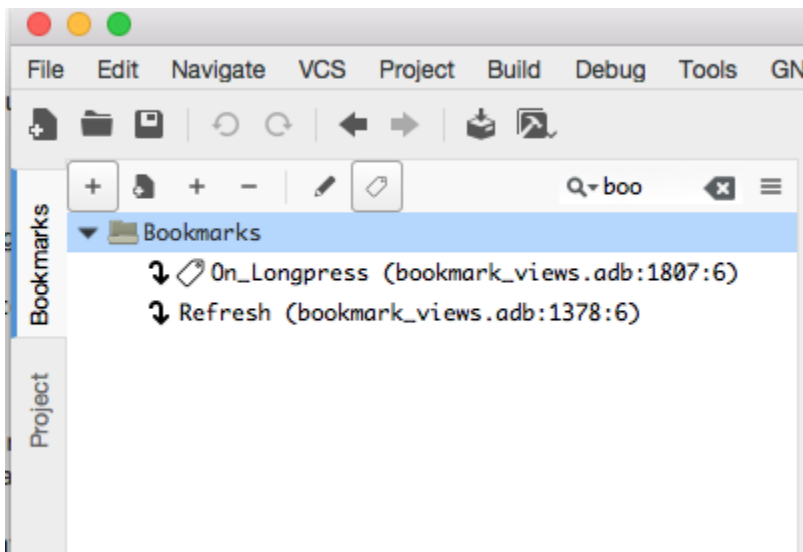 File Edit Navigate VCS Project Build Debug Tools GN
boo
Bookmarks
Bookmarks
On_Longpress (bookmark_views.adb:1807:6)
Refresh (bookmark_views.adb:1378:6)
Project